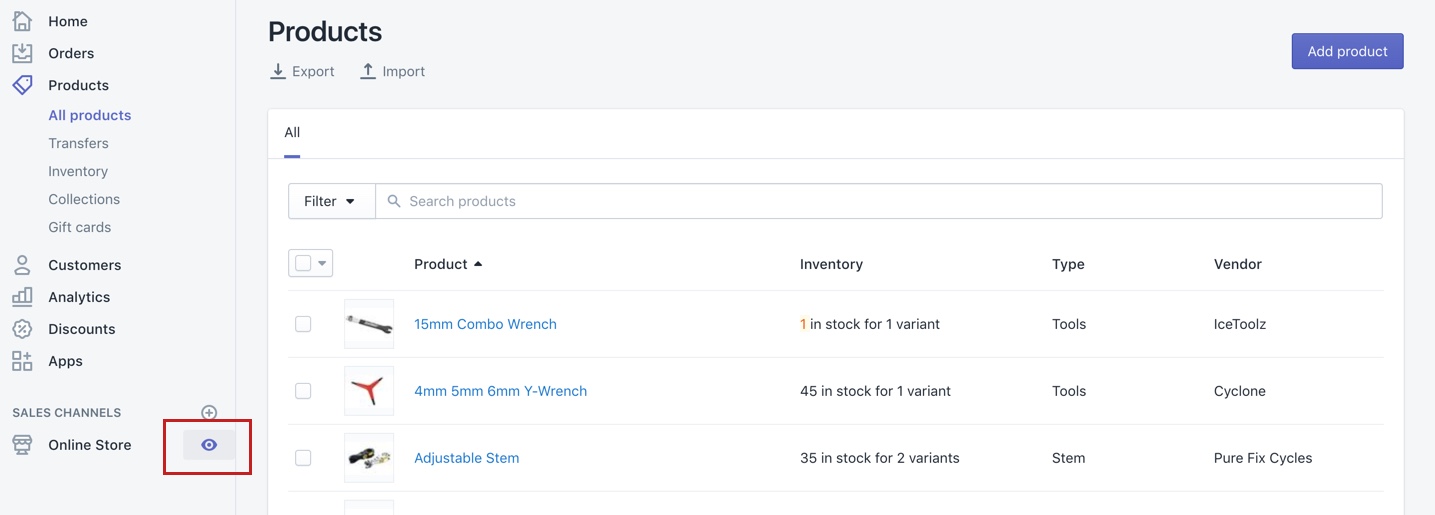 Home
Orders
Products
All products
Transfers
Inventory
Collections
Gift cards
Customers
Analytics
Discounts
Apps
SALES CHANNELS
Online Store
Products
Export Import
Add product
All
Filter Search products
Product Inventory Type Vendor
15mm Combo Wrench 1 in stock for 1 variant Tools IceToolz
4mm 5mm 6mm Y-Wrench 45 in stock for 1 variant Tools Cyclone
Adjustable Stem 35 in stock for 2 variants Stem Pure Fix Cycles